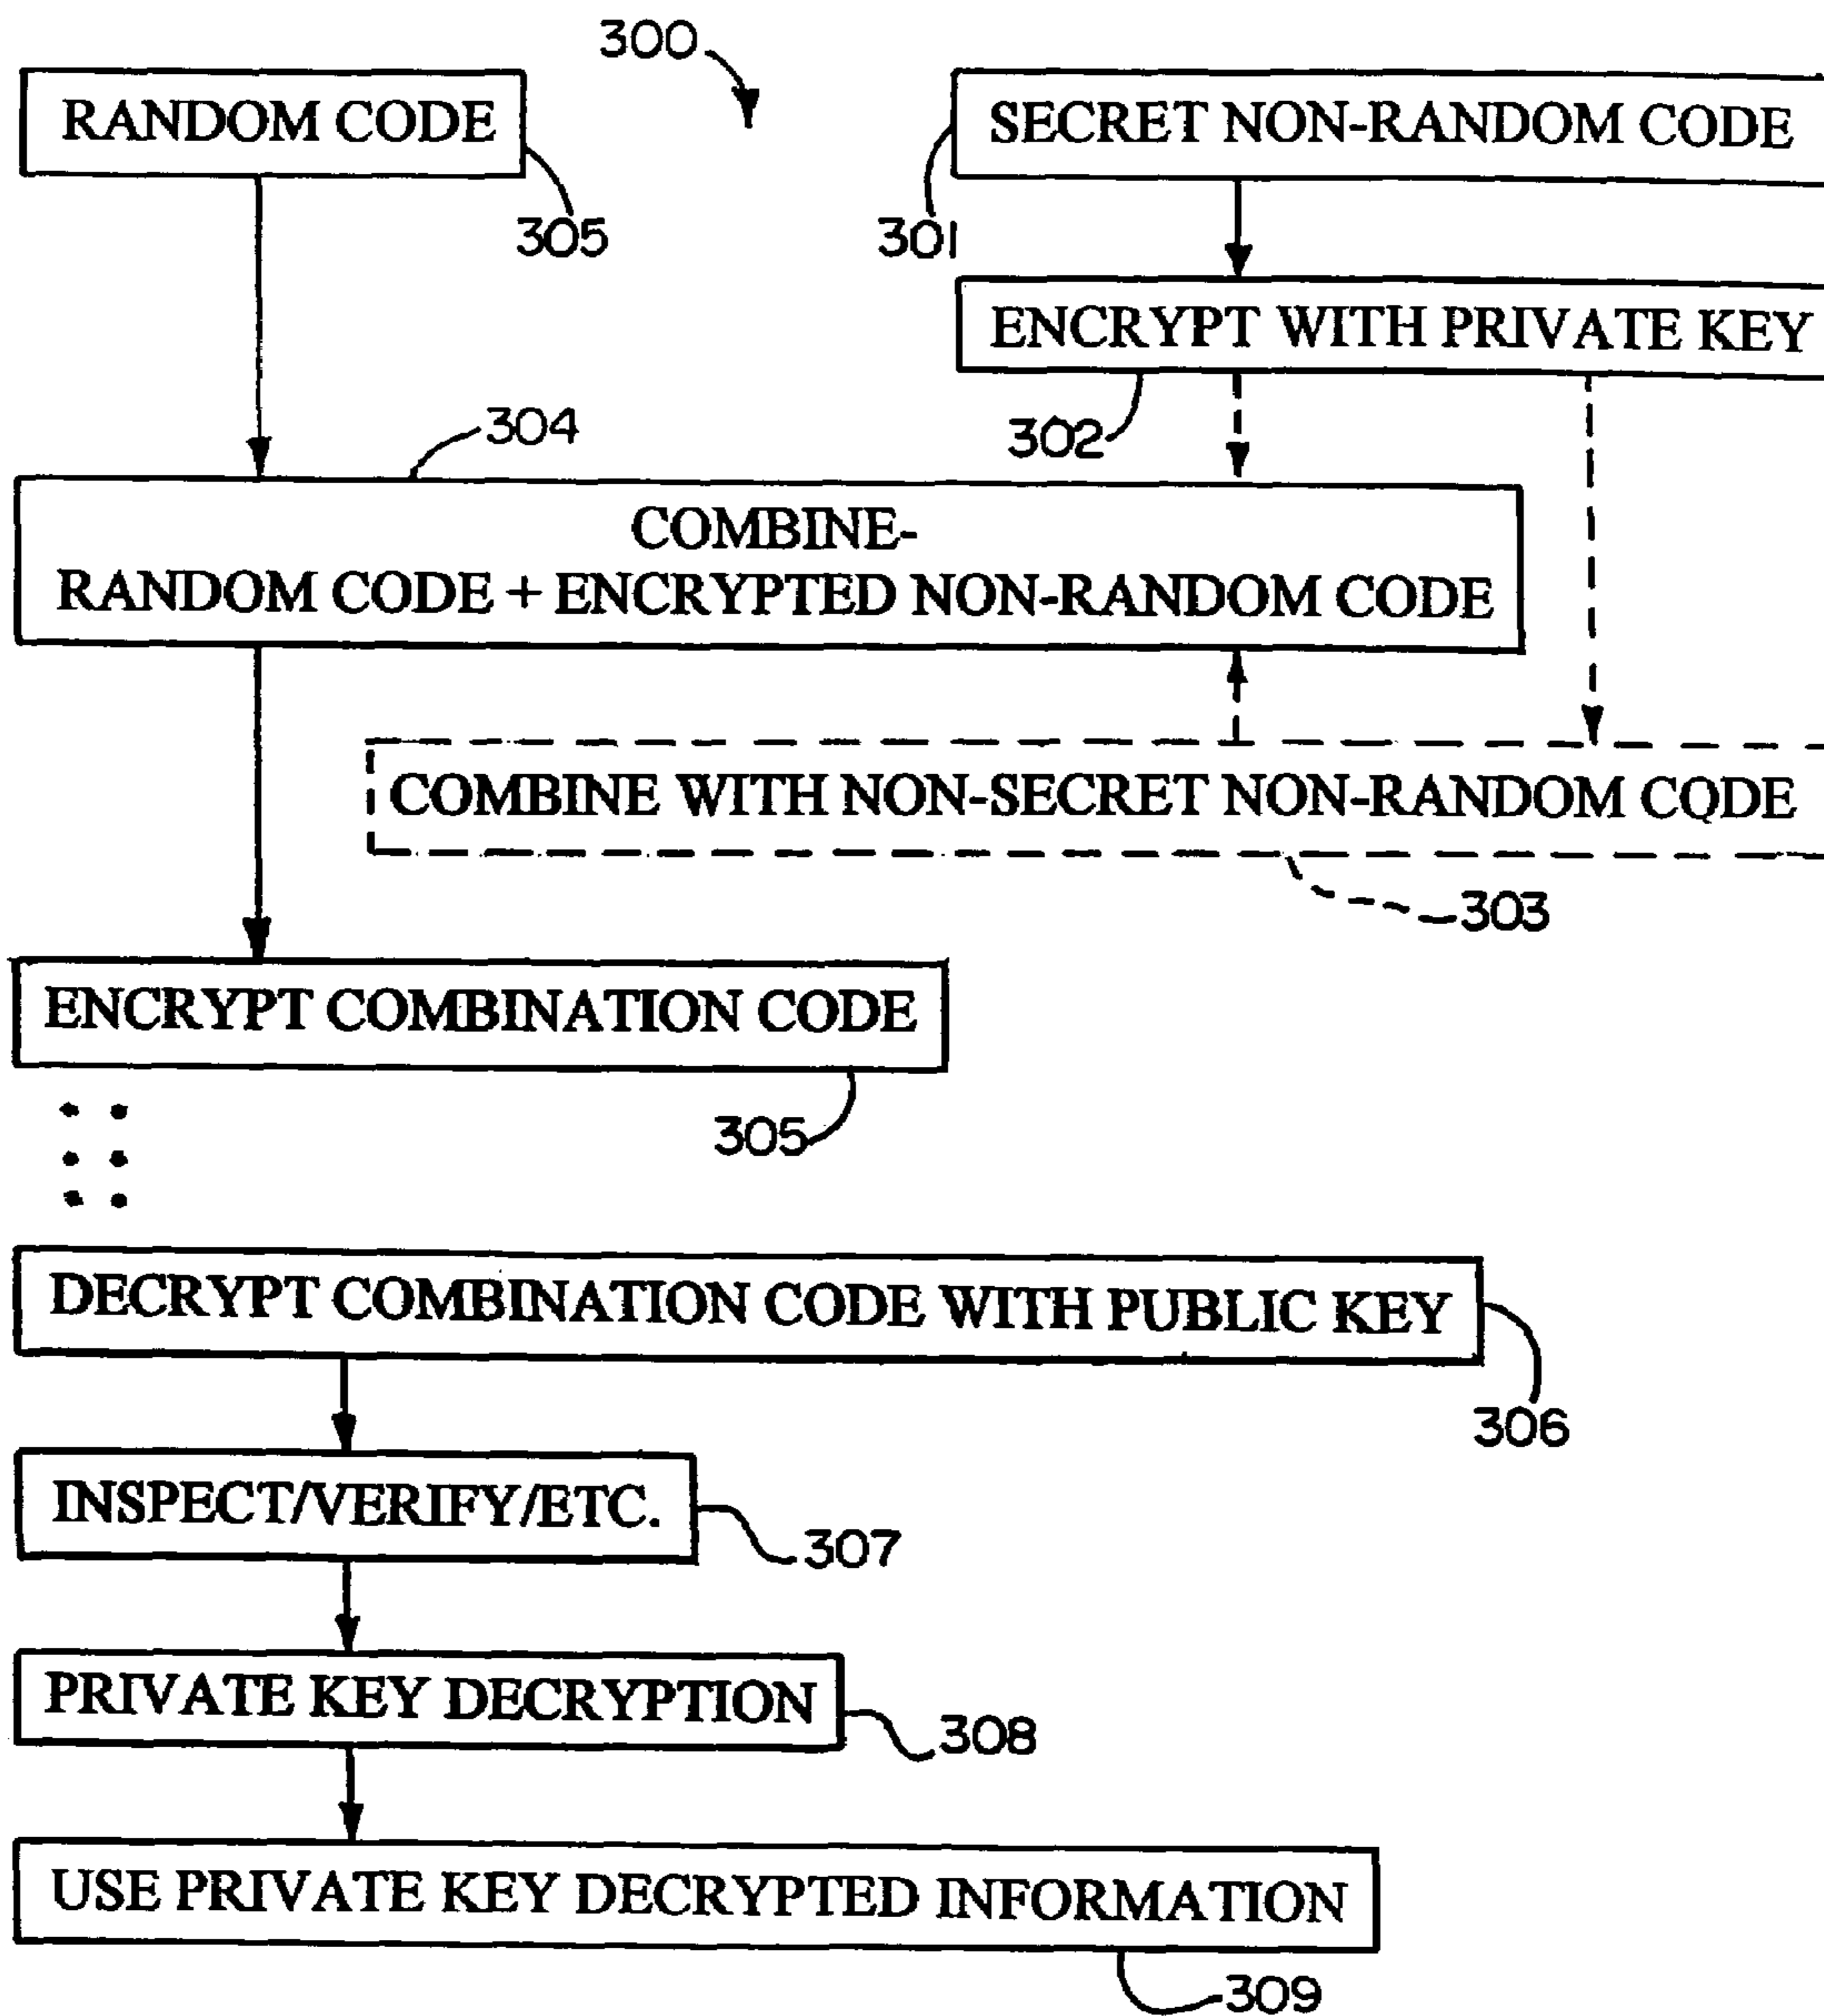 300
RANDOM CODE
305
SECRET NON-RANDOM CODE
301
ENCRYPT WITH PRIVATE KEY
302
304
COMBINE-
RANDOM CODE + ENCRYPTED NON-RANDOM CODE
COMBINE WITH NON-SECRET NON-RANDOM CODE
303
ENCRYPT COMBINATION CODE
305
DECRYPT COMBINATION CODE WITH PUBLIC KEY
306
INSPECT/VERIFY/ETC.
307
PRIVATE KEY DECRYPTION
308
USE PRIVATE KEY DECRYPTED INFORMATION
309